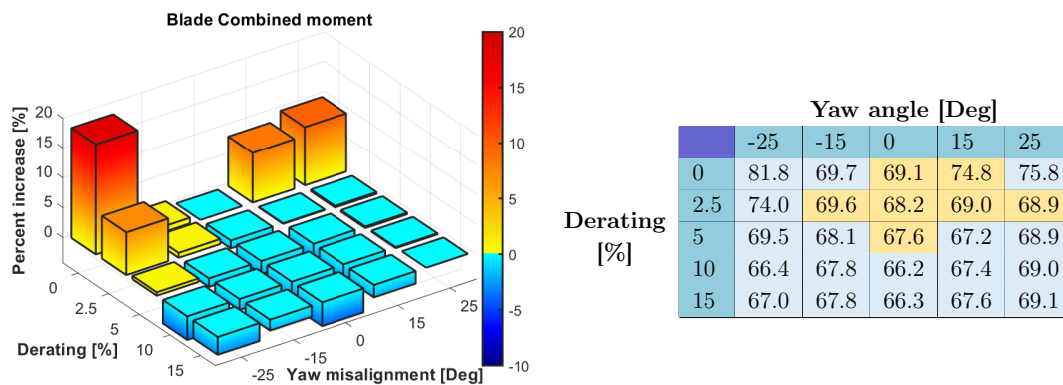 Blade Combined moment
Percent increase [%]
20
15
10
5
0
0
2.5
5
10
15
Derating [%]
-25
-15
0
15
25
Yaw misalignment [Deg]
20
15
10
5
0
-5
-10
Yaw angle [Deg]
-25 -15 0 15 25
0 81.8 69.7 69.1 74.8 75.8
2.5 74.0 69.6 68.2 69.0 68.9
Derating
[%]
5 69.5 68.1 67.6 67.2 68.9
10 66.4 67.8 66.2 67.4 69.0
15 67.0 67.8 66.3 67.6 69.1